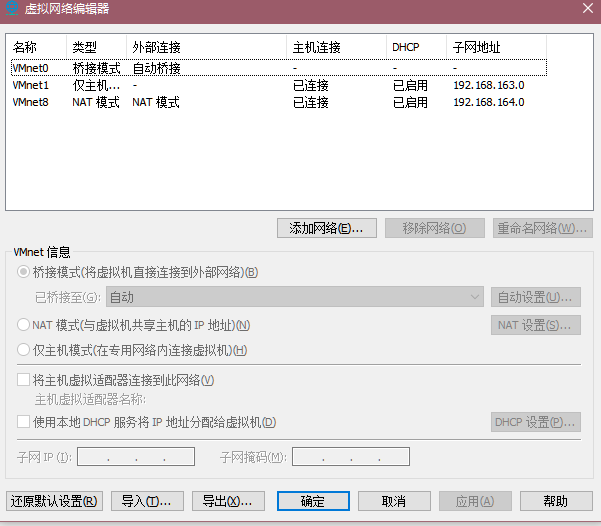 虚拟网络编辑器
名称 类型 外部连接 主机连接 DHCP 子网地址
VMnet0 桥接模式 自动桥接 - - -
VMnet1 仅主机... - 已连接 已启用 192.168.163.0
VMnet8 NAT 模式 NAT 模式 已连接 已启用 192.168.164.0
添加网络(E)... 移除网络(O) 重命名网络(W)...
VMnet 信息
桥接模式(将虚拟机直接连接到外部网络)(B)
已桥接至(G): 自动 自动设置(U)...
NAT 模式(与虚拟机共享主机的 IP 地址)(N) NAT 设置(S)...
仅主机模式(在专用网络内连接虚拟机)(H)
将主机虚拟适配器连接到此网络(V)
主机虚拟适配器名称:
使用本地 DHCP 服务将 IP 地址分配给虚拟机(D) DHCP 设置(P)...
子网 IP (I): . . . 子网掩码(M): . . .
还原默认设置(R) 导入(T)... 导出(X)... 确定 取消 应用(A) 帮助